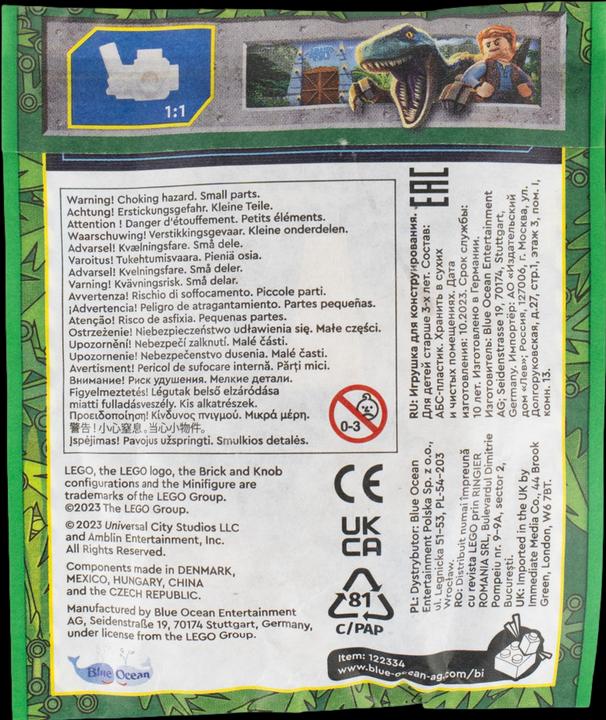 1:1
Warning! Choking hazard. Small parts.
Achtung! Erstickungsgefahr. Kleine Teile.
Attention ! Danger d'étouffement. Petits éléments.
Waarschuwing! Verstikkingsgevaar. Kleine onderdelen.
Advarsel! Kvælningsfare. Små dele.
Varoitus! Tukehtumisvaara. Pieniä osia.
Advarsel! Kvelningsfare. Små deler.
Varning! Kvävningsrisk. Små delar.
Avvertenza! Rischio di soffocamento. Piccole parti.
¡Advertencia! Peligro de atragantamiento. Partes pequeñas.
Atenção! Risco de asfixia. Pequenas partes.
Ostrzeżenie! Niebezpieczeństwo udławienia się. Małe części.
Upozornění! Nebezpečí zalknutí. Malé části.
Upozornenie! Nebezpečenstvo dusenia. Malé časti.
Avertisment! Pericol de sufocare internă. Părți mici.
Внимание! Риск удушения. Мелкие детали.
Figyelmeztetés! Légutak belső elzáródása
miatti fulladásveszély. Kis alkatrészek.
Προειδοποίηση! Κίνδυνος πνιγμού. Μικρά μέρη.
警告！小心窒息。当心小物件。
Įspėjimas! Pavojus užspringti. Smulkios detalės.
0-3
LEGO, the LEGO logo, the Brick and Knob
configurations and the Minifigure are
trademarks of the LEGO Group.
©2023 The LEGO Group.
© 2023 Universal City Studios LLC
and Amblin Entertainment, Inc.
All Rights Reserved.
Components made in DENMARK,
MEXICO, HUNGARY, CHINA
and the CZECH REPUBLIC.
Manufactured by Blue Ocean Entertainment
AG, Seidenstraße 19, 70174 Stuttgart, Germany,
under license from the LEGO Group.
Blue Ocean
CE
UK
CA
81
C/PAP
EAC
RU: Игрушка для конструирования.
Для детей старше 3-х лет. Состав:
АБС-пластик. Хранить в сухих
и чистых помещениях. Дата
изготовления: 10.2023. Срок службы:
10 лет. Изготовлено в Германии.
Изготовитель: Blue Ocean Entertainment
AG, Seidenstrasse 19, 70174, Stuttgart,
Germany. Импортёр: АО «Издательский
дом «Лев»; Россия, 127006, г. Москва, ул.
Долгоруковская, д.27, стр.1, этаж 3, пом. I,
комн. 13.
PL: Dystrybutor: Blue Ocean
Entertainment Polska Sp. z o.o.,
ul. Legnicka 51-53, PL-54-203
Wrocław.
RO: Distribuit numai împreună
cu revista LEGO prin RINGIER
ROMANIA SRL, Bulevardul Dimitrie
Pompeiu nr. 9-9A, sector 2,
București.
UK: Imported in the UK by
Immediate Media Co., 44 Brook
Green, London, W6 7BT.
Item: 122334
www.blue-ocean-ag.com/bi